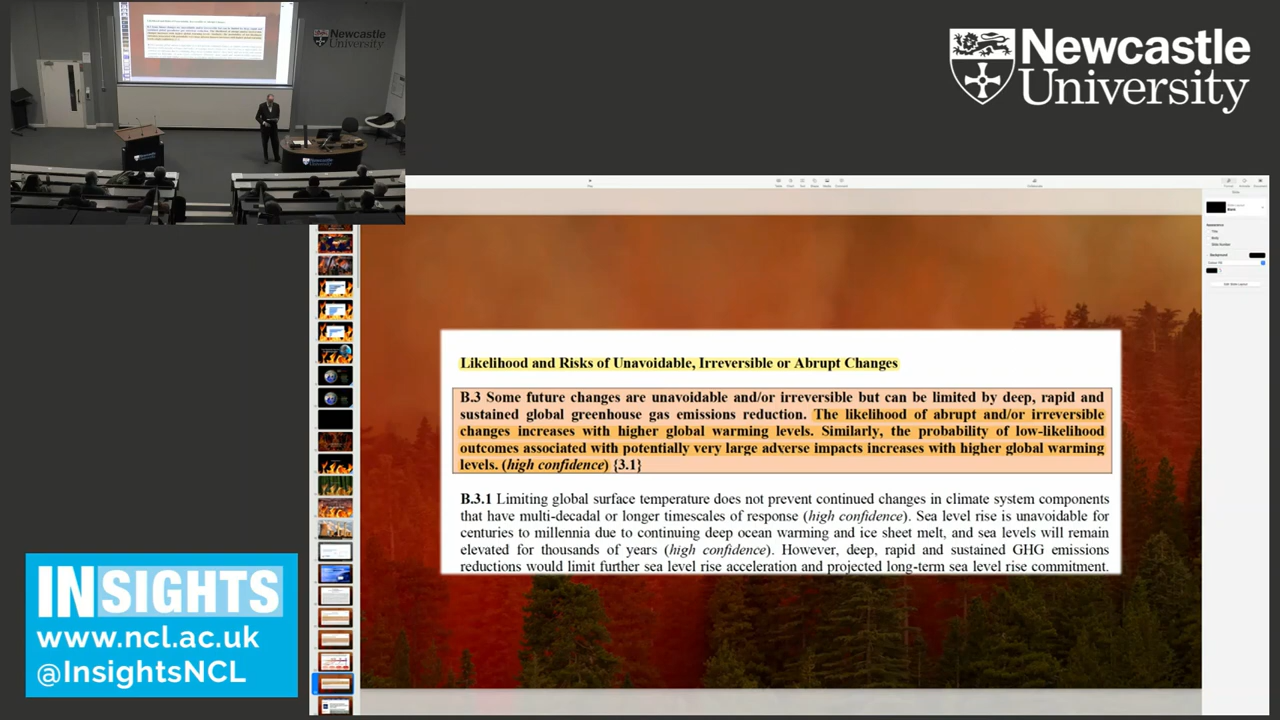 Newcastle
University
Newcastle
University
Newcastle
University
Likelihood and Risks of Unavoidable, Irreversible or Abrupt Changes
B.3 Some future changes are unavoidable and/or irreversible but can be limited by deep, rapid and
sustained global greenhouse gas emissions reduction. The likelihood of abrupt and/or irreversible
changes increases with higher global warming levels. Similarly, the probability of low-likelihood
outcomes associated with potentially very large adverse impacts increases with higher global warming
levels. (high confidence) {3.1}
B.3.1 Limiting global surface temperature does not prevent continued changes in climate system components
that have multi-decadal or longer timescales of response (high confidence). Sea level rise is unavoidable for
centuries to millennia due to continuing deep ocean warming and ice sheet melt, and sea levels will remain
elevated for thousands of years (high confidence). However, deep, rapid and sustained GHG emissions
reductions would limit further sea level rise acceleration and projected long-term sea level rise commitment.
Background
INSIGHTS
www.ncl.ac.uk
@InsightsNCL